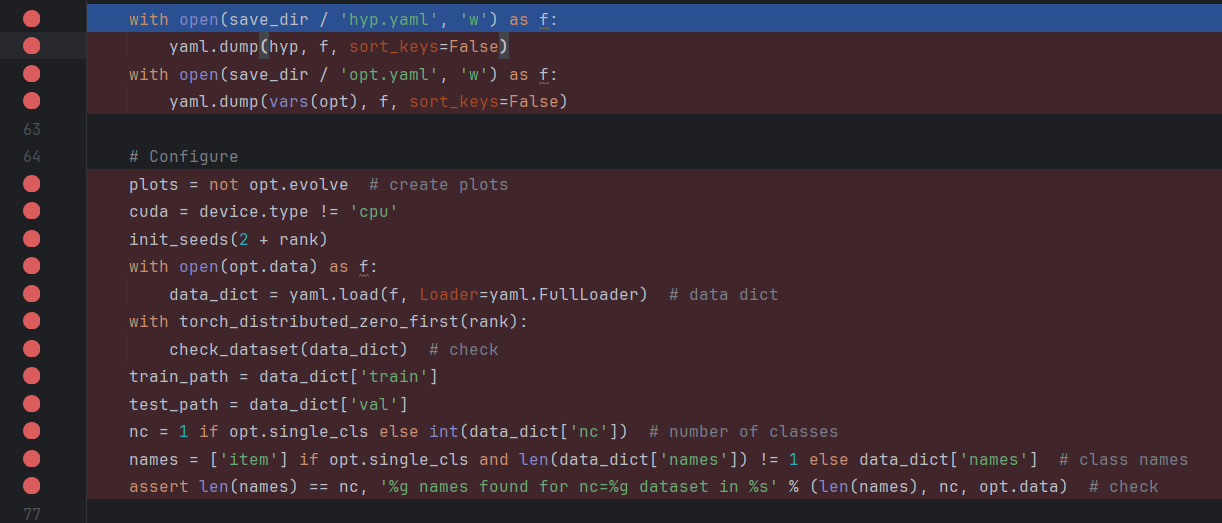 with open(save_dir / 'hyp.yaml', 'w') as f:
yaml.dump(hyp, f, sort_keys=False)
with open(save_dir / 'opt.yaml', 'w') as f:
yaml.dump(vars(opt), f, sort_keys=False)
63
64 # Configure
plots = not opt.evolve  # create plots
cuda = device.type != 'cpu'
init_seeds(2 + rank)
with open(opt.data) as f:
data_dict = yaml.load(f, Loader=yaml.FullLoader)  # data dict
with torch_distributed_zero_first(rank):
check_dataset(data_dict)  # check
train_path = data_dict['train']
test_path = data_dict['val']
nc = 1 if opt.single_cls else int(data_dict['nc'])  # number of classes
names = ['item'] if opt.single_cls and len(data_dict['names']) != 1 else data_dict['names']  # class names
assert len(names) == nc, '%g names found for nc=%g dataset in %s' % (len(names), nc, opt.data)  # check
77